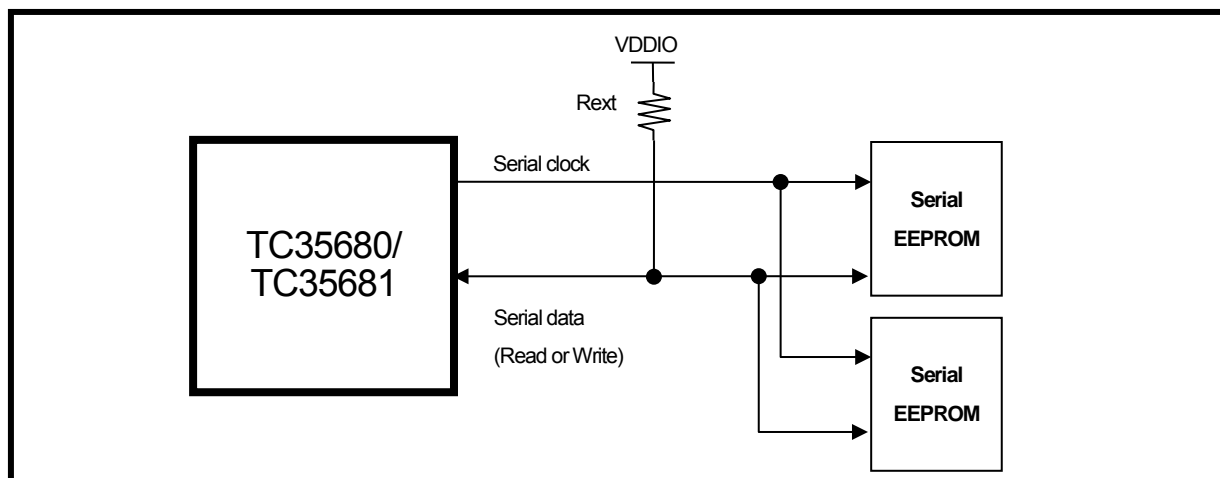 VDDIO
Rext
Serial clock
Serial
EEPROM
TC35680/
TC35681
Serial data
(Read or Write)
Serial
EEPROM